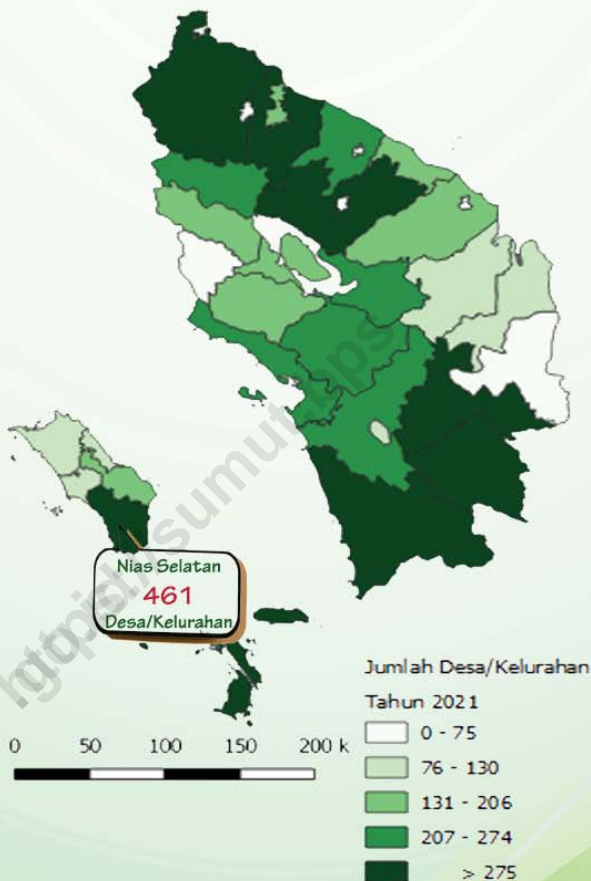 Nias Selatan
461
Desa/Kelurahan
0 50 100 150 200 k
Jumlah Desa/Kelurahan
Tahun 2021
0 - 75
76 - 130
131 - 206
207 - 274
> 275